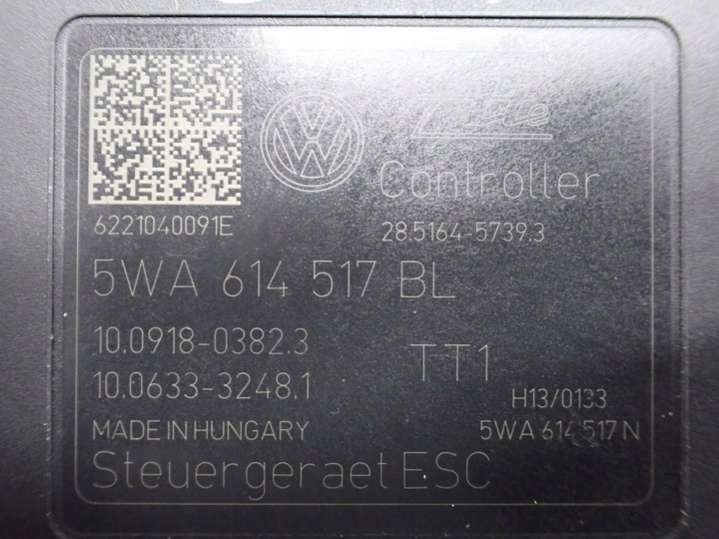 Controller
6221040091E
28.5164-5739.3
5WA 614 517 BL
10.0918-0382.3
TT1
10.0633-3248.1
H13/0133
MADE IN HUNGARY
5WA 614 517 N
Steuergeraet ESC